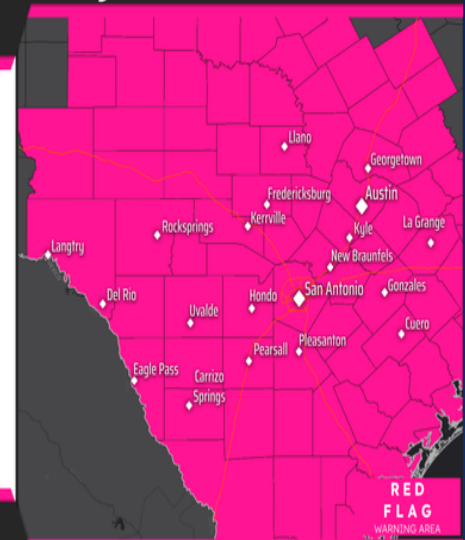 Llano
Georgetown
Fredericksburg
Austin
Kerrville
Kyle
La Grange
Rocksprings
Langtry
New Braunfels
Del Rio
Hondo
San Antonio
Gonzales
Uvalde
Cuero
Pearsall
Pleasanton
Eagle Pass
Carrizo
Springs
RED
FLAG
WARNING AREA